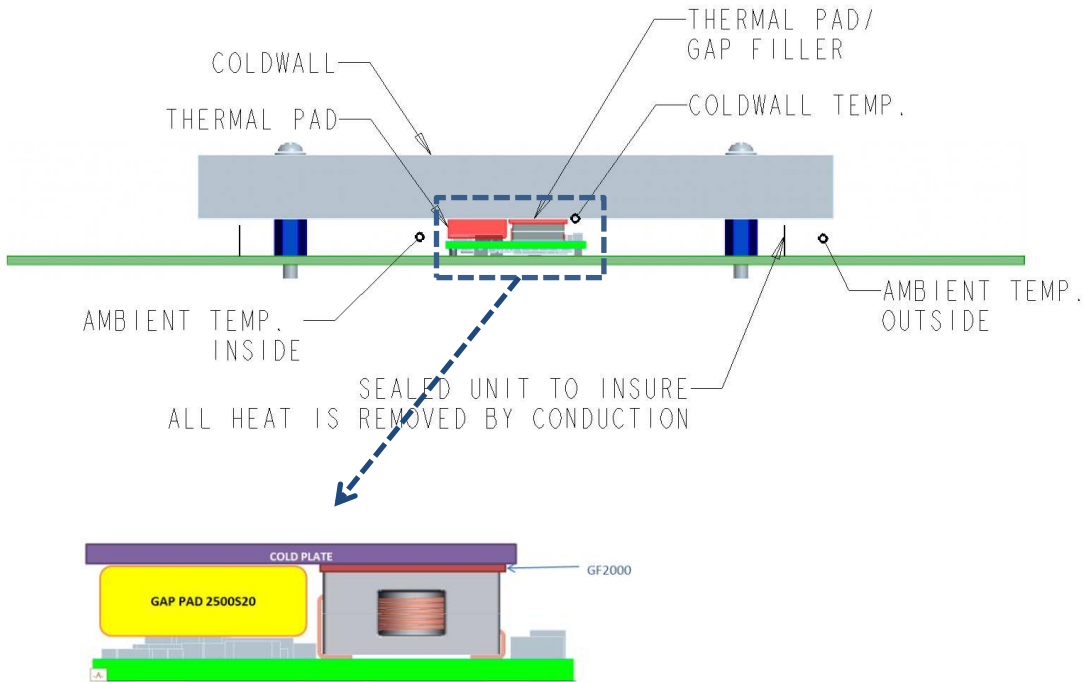 THERMAL PAD/
GAP FILLER
COLDWALL
COLDWALL TEMP.
THERMAL PAD
AMBIENT TEMP.
INSIDE
AMBIENT TEMP.
OUTSIDE
SEALED UNIT TO INSURE
ALL HEAT IS REMOVED BY CONDUCTION
COLD PLATE
GF2000
GAP PAD 2500S20
-A-